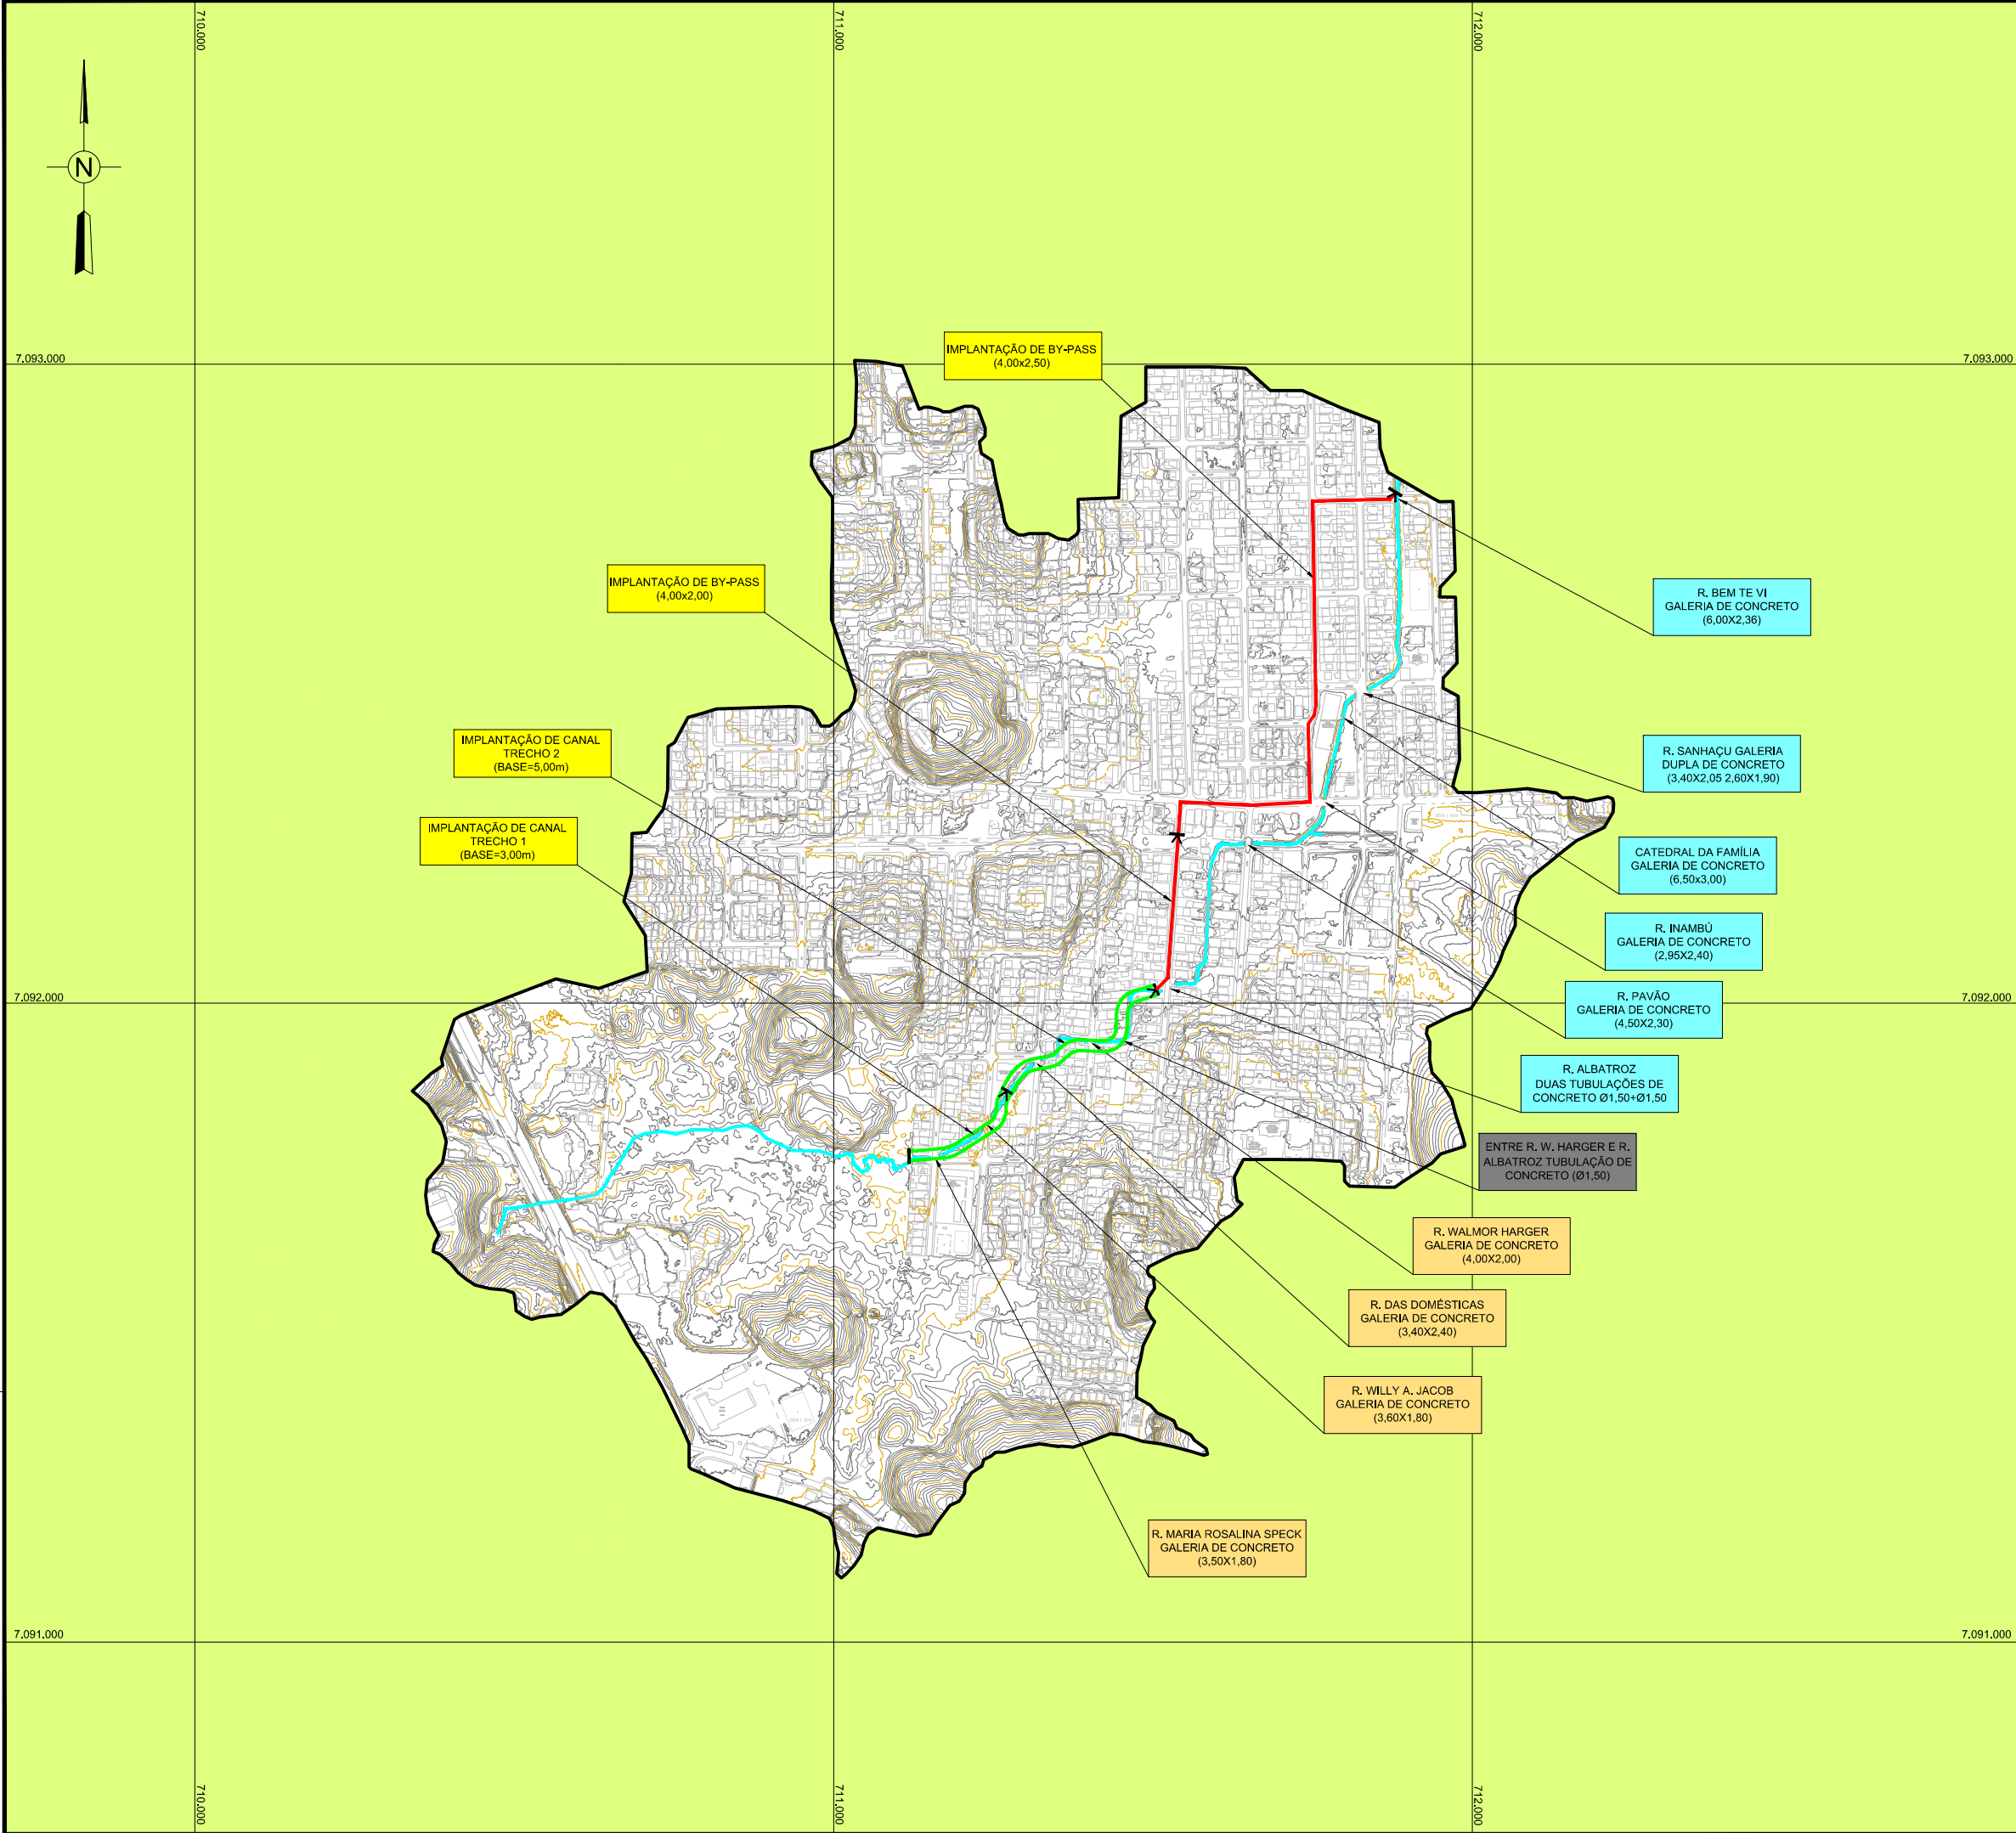 710.000
711.000
712.000
N
7.093.000
7.093.000
IMPLANTAÇÃO DE BY-PASS
(4,00x2,50)
IMPLANTAÇÃO DE BY-PASS
(4,00x2,00)
R. BEM TE VI
GALERIA DE CONCRETO
(6,00X2,36)
IMPLANTAÇÃO DE CANAL
TRECHO 2
(BASE=5,00m)
R. SANHAÇU GALERIA
DUPLA DE CONCRETO
(3,40X2,05 2,60X1,90)
IMPLANTAÇÃO DE CANAL
TRECHO 1
(BASE=3,00m)
CATEDRAL DA FAMÍLIA
GALERIA DE CONCRETO
(6,50x3,00)
R. INAMBÚ
GALERIA DE CONCRETO
(2,95X2,40)
7.092.000
7.092.000
R. PAVÃO
GALERIA DE CONCRETO
(4,50X2,30)
R. ALBATROZ
DUAS TUBULAÇÕES DE
CONCRETO Ø1,50+Ø1,50
ENTRE R. W. HARGER E R.
ALBATROZ TUBULAÇÃO DE
CONCRETO (Ø1,50)
R. WALMOR HARGER
GALERIA DE CONCRETO
(4,00X2,00)
R. DAS DOMÉSTICAS
GALERIA DE CONCRETO
(3,40X2,40)
R. WILLY A. JACOB
GALERIA DE CONCRETO
(3,60X1,80)
R. MARIA ROSALINA SPECK
GALERIA DE CONCRETO
(3,50X1,80)
7.091.000
7.091.000
710.000
711.000
712.000